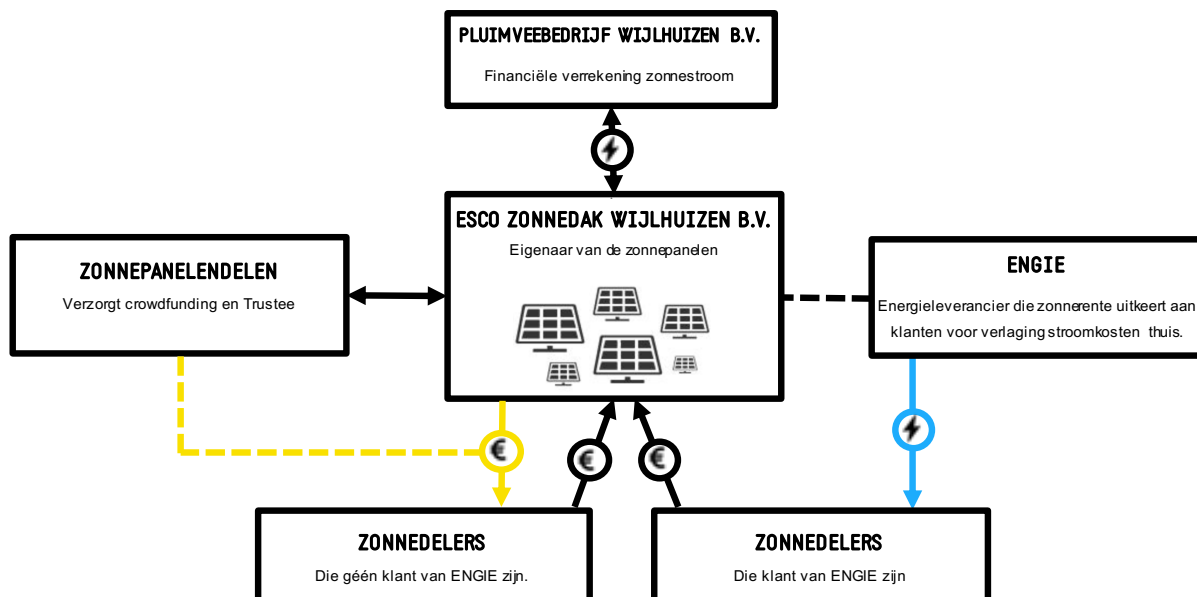 PLUIMVEEBEDRIJF WIJLHUIZEN B.V.
Financiële verrekening zonnestroom
ESCO ZONNEDAK WIJLHUIZEN B.V.
Eigenaar van de zonnepanelen
ZONNEPANELENDELEN
Verzorgt crowdfunding en Trustee
ENGIE
Energieleverancier die zonnerente uitkeert aan
klanten voor verlaging stroomkosten thuis.
€
€
€
ZONNEDELERS
Die géén klant van ENGIE zijn.
ZONNEDELERS
Die klant van ENGIE zijn